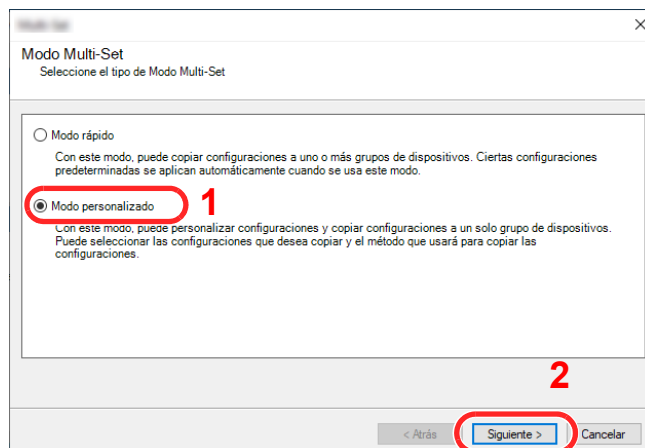 Modo Multi-Set
Seleccione el tipo de Modo Multi-Set
Modo rápido
Con este modo, puede copiar configuraciones a uno o más grupos de dispositivos. Ciertas configuraciones
predeterminadas se aplican automáticamente cuando se usa este modo.
Modo personalizado
1
Con este modo, puede personalizar configuraciones y copiar configuraciones a un solo grupo de dispositivos.
Puede seleccionar las configuraciones que desea copiar y el método que usará para copiar las
configuraciones.
2
< Atrás
Siguiente >
Cancelar